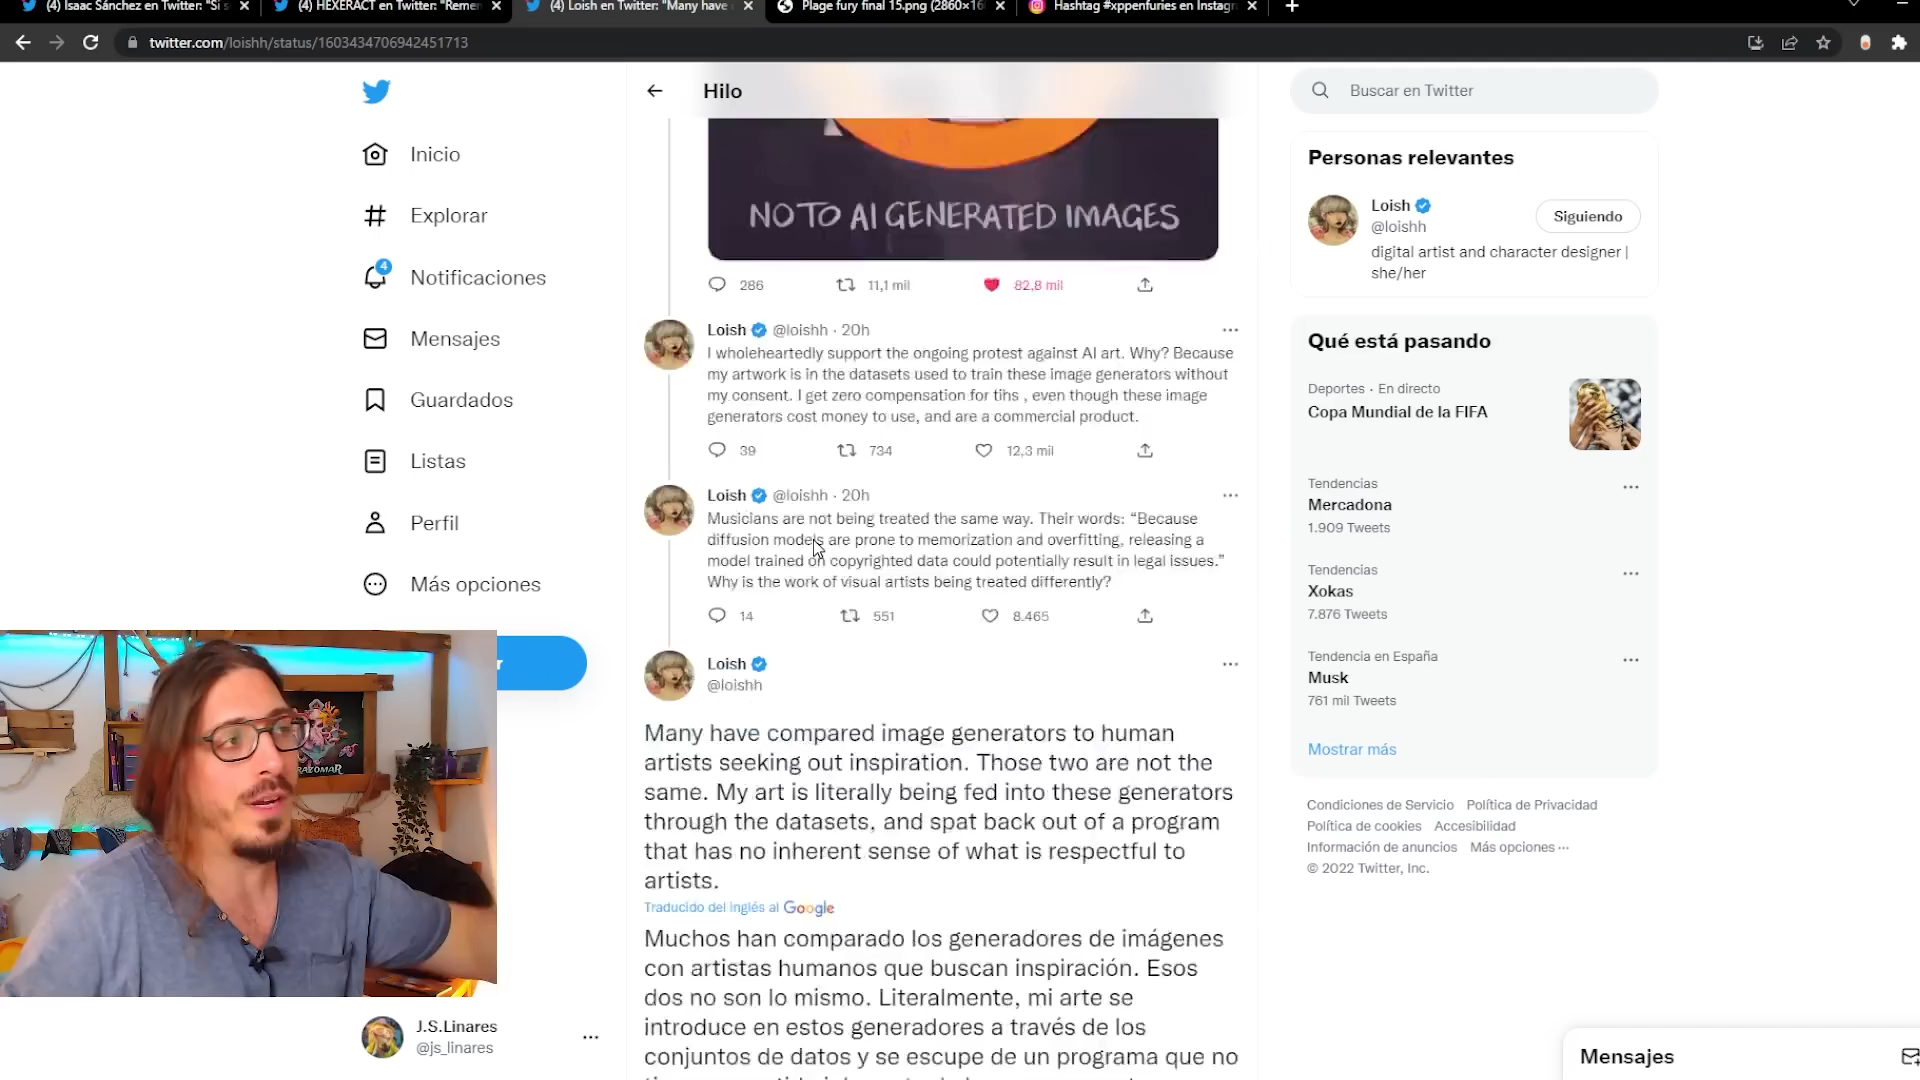 (4) Isaac Sánchez en Twitter: "Si s
(4) HEXERACT en Twitter: "Remen
(4) Loish en Twitter: "Many have
Plage fury final 15.png (2860×16
Hashtag #xppenfuries en Instagr
twitter.com/loishh/status/1603434706942451713
Hilo
Buscar en Twitter
Inicio
Explorar
4
Notificaciones
Mensajes
Guardados
Listas
Perfil
Más opciones
r
RAZOMAR
J.S.Linares
@js_linares
NO TO AI GENERATED IMAGES
286
11,1 mil
82,8 mil
Loish @loishh · 20h
I wholeheartedly support the ongoing protest against AI art. Why? Because
my artwork is in the datasets used to train these image generators without
my consent. I get zero compensation for tihs , even though these image
generators cost money to use, and are a commercial product.
39
734
12,3 mil
Loish @loishh · 20h
Musicians are not being treated the same way. Their words: “Because
diffusion models are prone to memorization and overfitting, releasing a
model trained on copyrighted data could potentially result in legal issues.”
Why is the work of visual artists being treated differently?
14
551
8.465
Loish
@loishh
Many have compared image generators to human
artists seeking out inspiration. Those two are not the
same. My art is literally being fed into these generators
through the datasets, and spat back out of a program
that has no inherent sense of what is respectful to
artists.
Traducido del inglés al Google
Muchos han comparado los generadores de imágenes
con artistas humanos que buscan inspiración. Esos
dos no son lo mismo. Literalmente, mi arte se
introduce en estos generadores a través de los
conjuntos de datos y se escupe de un programa que no
Personas relevantes
Loish
@loishh
Siguiendo
digital artist and character designer |
she/her
Qué está pasando
Deportes · En directo
Copa Mundial de la FIFA
Tendencias
Mercadona
1.909 Tweets
Tendencias
Xokas
7.876 Tweets
Tendencia en España
Musk
761 mil Tweets
Mostrar más
Condiciones de Servicio Política de Privacidad
Política de cookies Accesibilidad
Información de anuncios Más opciones ···
© 2022 Twitter, Inc.
Mensajes